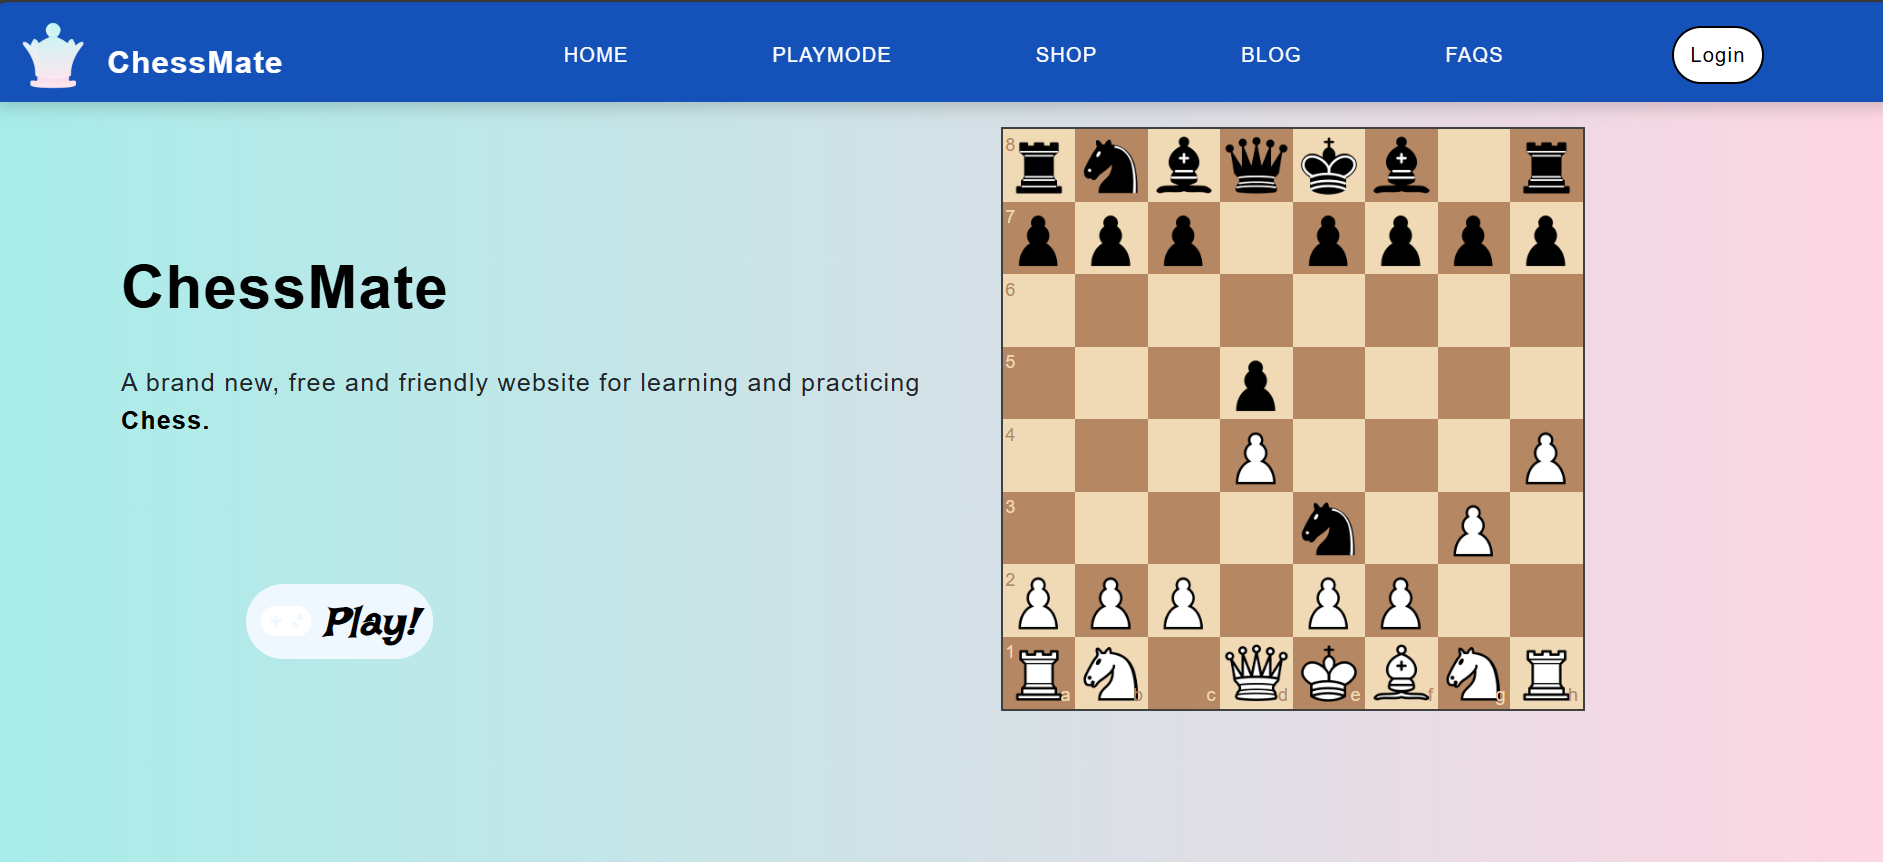 ChessMate
HOME
PLAYMODE
SHOP
BLOG
FAQS
Login
ChessMate
A brand new, free and friendly website for learning and practicing
Chess.
Play!
8
7
6
5
4
3
2
1
a
b
c
d
e
f
g
h